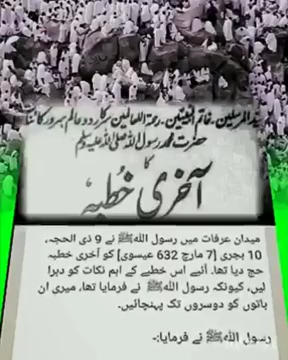 سید المرسلین، خاتم النبیین، رحمۃ اللعالمین سرکار دو عالم سرور کائنات
حضرت محمد رسول اللہ صلی اللہ علیہ وسلم
کا
آخری خُطبہ
میدان عرفات میں رسول اللہ ﷺ نے 9 ذی الحجہ،
10 ہجری [7 مارچ 632 عیسوی] کو آخری خطبہ
حج دیا تھا۔ آئیے اس خطبے کے اہم نکات کو دہرا
لیں، کیونکہ رسول اللہ ﷺ نے فرمایا تھا، میری ان
باتوں کو دوسروں تک پہنچائیں۔
رسول اللہ ﷺ نے فرمایا:-